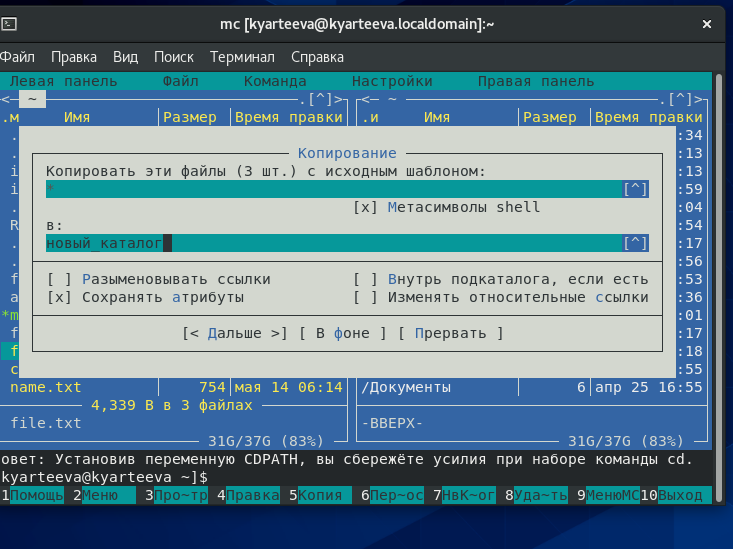 mc [kyarteeva@kyarteeva.localdomain]:~
Файл Правка Вид Поиск Терминал Справка
Левая панель Файл Команда Настройки Правая панель
<— ~ .[^]> <— ~ .[^]>
.м Имя Размер Время правки .и Имя Размер Время правки
. :34
Копирование
. :13
Копировать эти файлы (3 шт.) с исходным шаблоном:
i :13
* [^]
i :59
[x] Метасимволы shell
. :04
в:
R :54
новый_каталог [^]
. :17
. :56
[ ] Разыменовывать ссылки [ ] Внутрь подкаталога, если есть
f :53
[x] Сохранять атрибуты [ ] Изменять относительные ссылки
a :36
*m :01
[< Дальше >] [ В фоне ] [ Прервать ]
f :17
f :18
c :55
name.txt 754 мая 14 06:14 /Документы 6 апр 25 16:55
4,339 B в 3 файлах
file.txt -ВВЕРХ-
31G/37G (83%) 31G/37G (83%)
овет: Установив переменную CDPATH, вы сбережёте усилия при наборе команды cd.
kyarteeva@kyarteeva ~]$
1Помощь 2Меню 3Про~тр 4Правка 5Копия 6Пер~ос 7НвК~ог 8Уда~ть 9МенюMC 10Выход